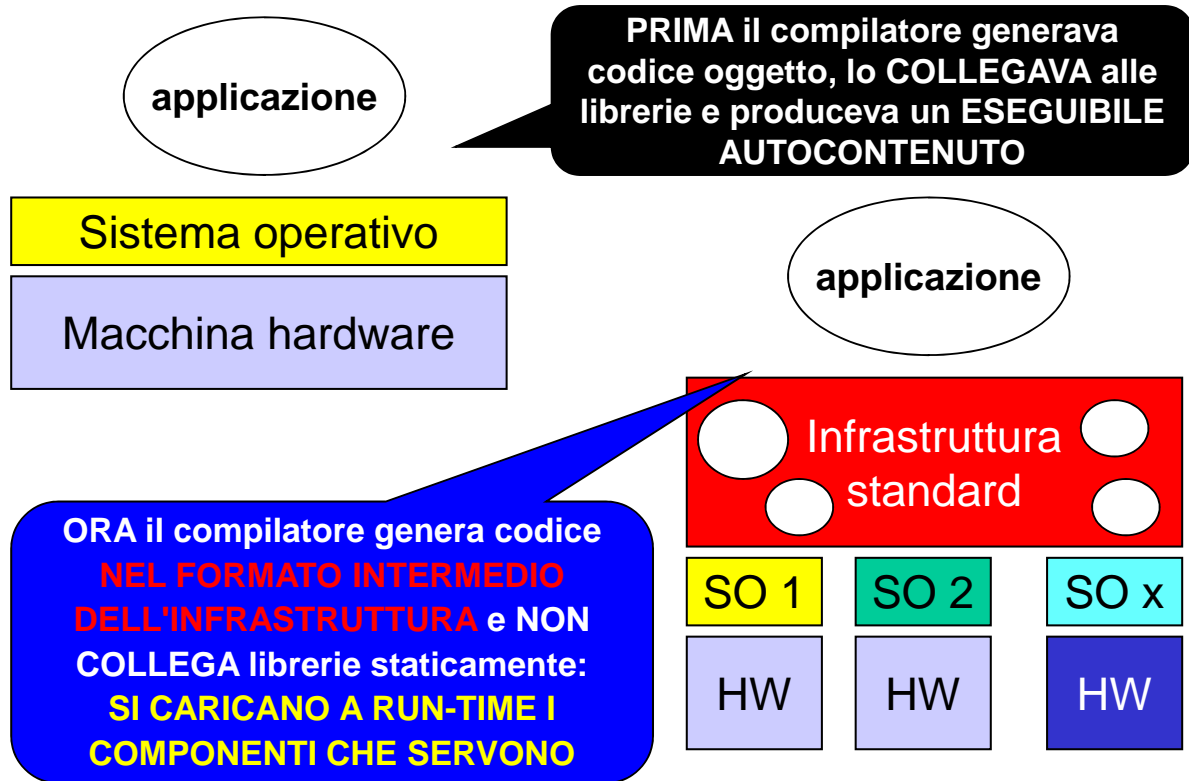 applicazione
PRIMA il compilatore generava
codice oggetto, lo COLLEGAVA alle
librerie e produceva un ESEGUIBILE
AUTOCONTENUTO
Sistema operativo
Macchina hardware
applicazione
Infrastruttura
standard
ORA il compilatore genera codice
NEL FORMATO INTERMEDIO
DELL'INFRASTRUTTURA e NON
COLLEGA librerie staticamente:
SI CARICANO A RUN-TIME I
COMPONENTI CHE SERVONO
SO 1
SO 2
SO x
HW
HW
HW